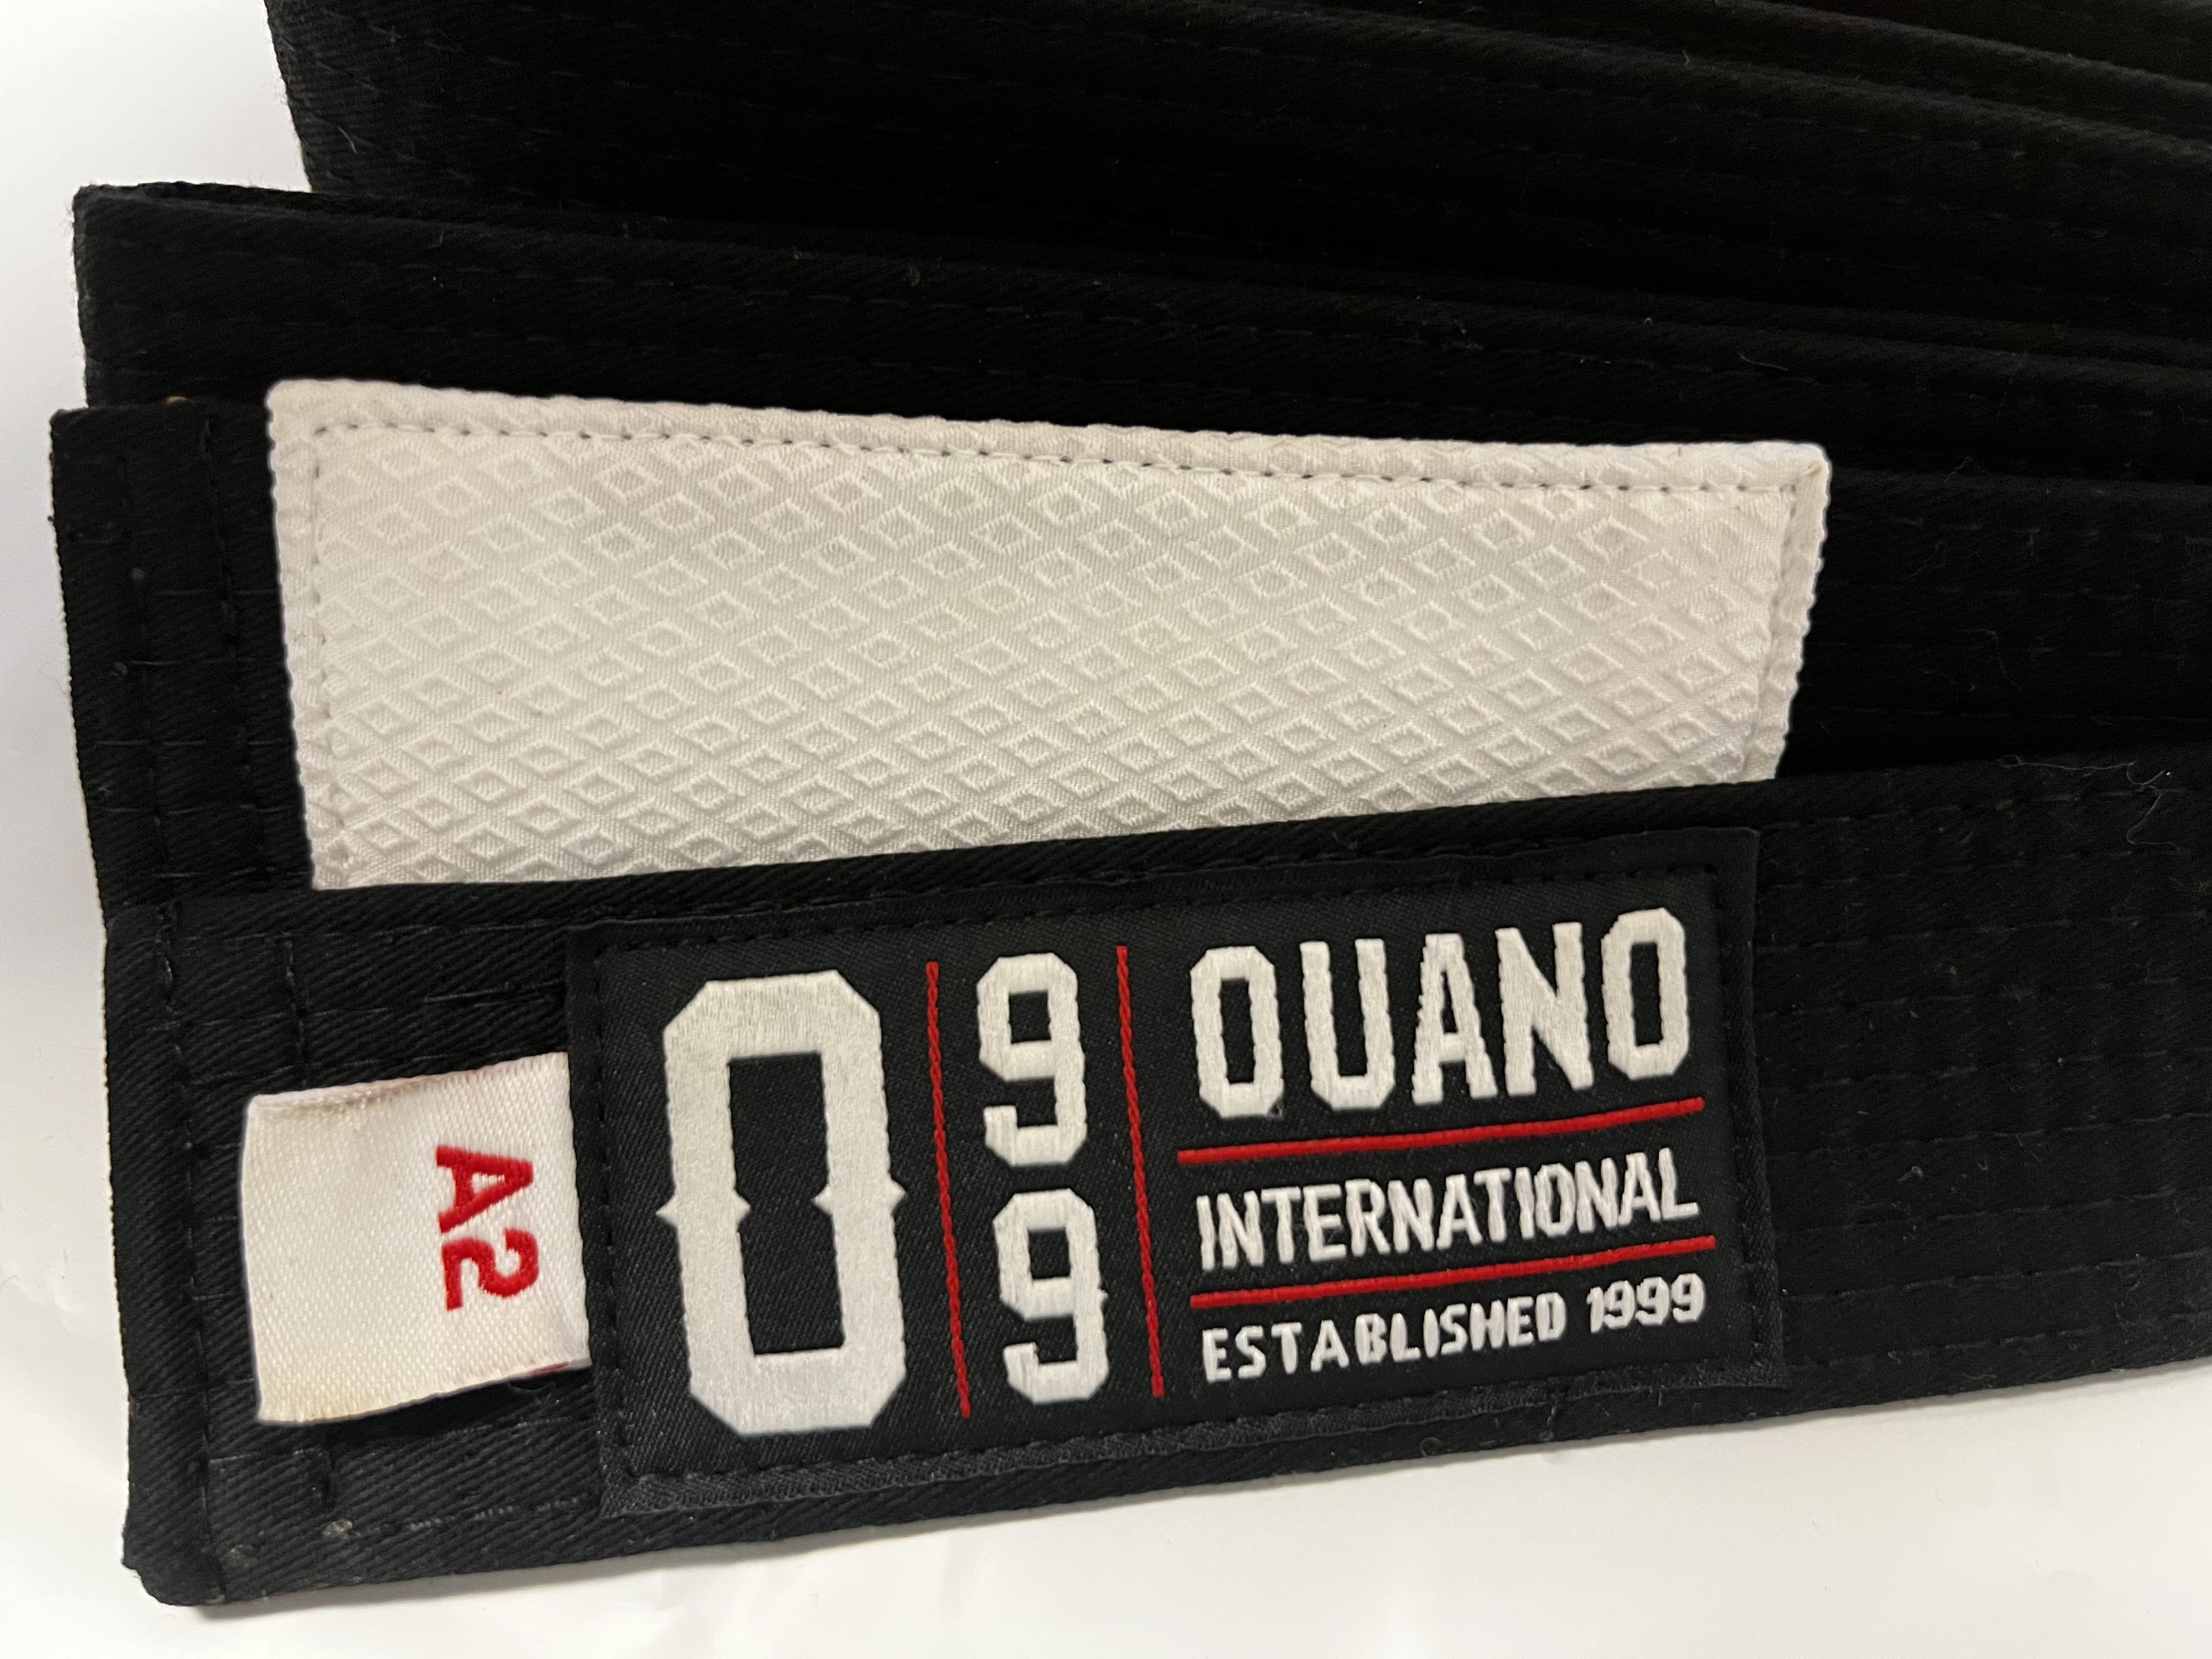 A2
0
9
9
OUANO
INTERNATIONAL
ESTABLISHED 1999